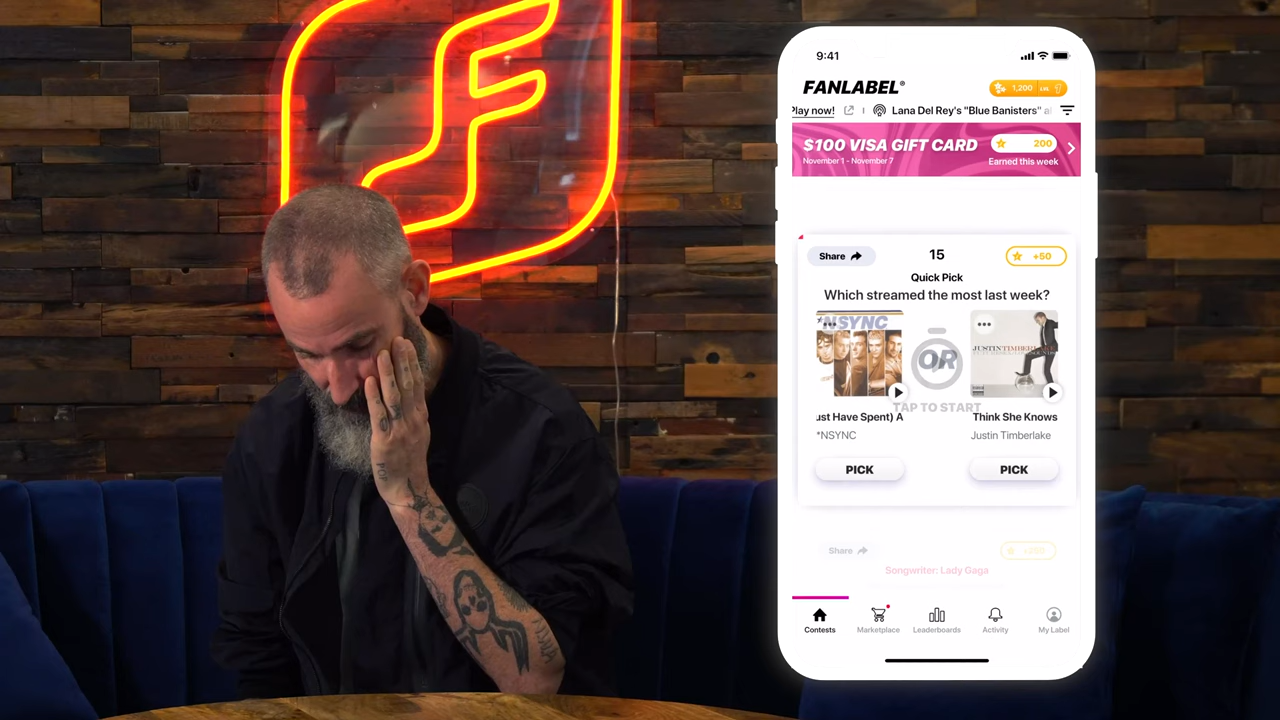 9:41
FANLABEL®
1,200 LVL
Play now! Lana Del Rey's "Blue Banisters" a
$100 VISA GIFT CARD
200
November 1 - November 7
Earned this week
Share
15
+50
Quick Pick
Which streamed the most last week?
*NSYNC
OR
JUSTIN TIMBERLAKE
TAP TO START
ust Have Spent) A
Think She Knows
*NSYNC
Justin Timberlake
PICK
PICK
Share
Songwriter: Lady Gaga
Contests
Marketplace
Leaderboards
Activity
My Label